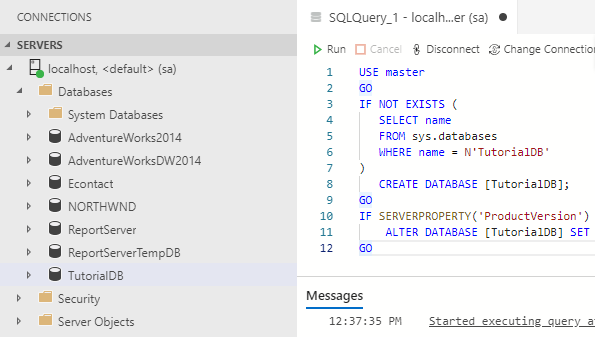 CONNECTIONS
SERVERS
localhost, <default> (sa)
Databases
System Databases
AdventureWorks2014
AdventureWorksDW2014
Econtact
NORTHWND
ReportServer
ReportServerTempDB
TutorialDB
Security
Server Objects
SQLQuery_1 - localh...er (sa)
Run Cancel Disconnect Change Connection
1 USE master
2 GO
3 IF NOT EXISTS (
4 SELECT name
5 FROM sys.databases
6 WHERE name = N'TutorialDB'
7 )
8 CREATE DATABASE [TutorialDB];
9 GO
10 IF SERVERPROPERTY('ProductVersion')
11 ALTER DATABASE [TutorialDB] SET
12 GO
Messages
12:37:35 PM Started executing query